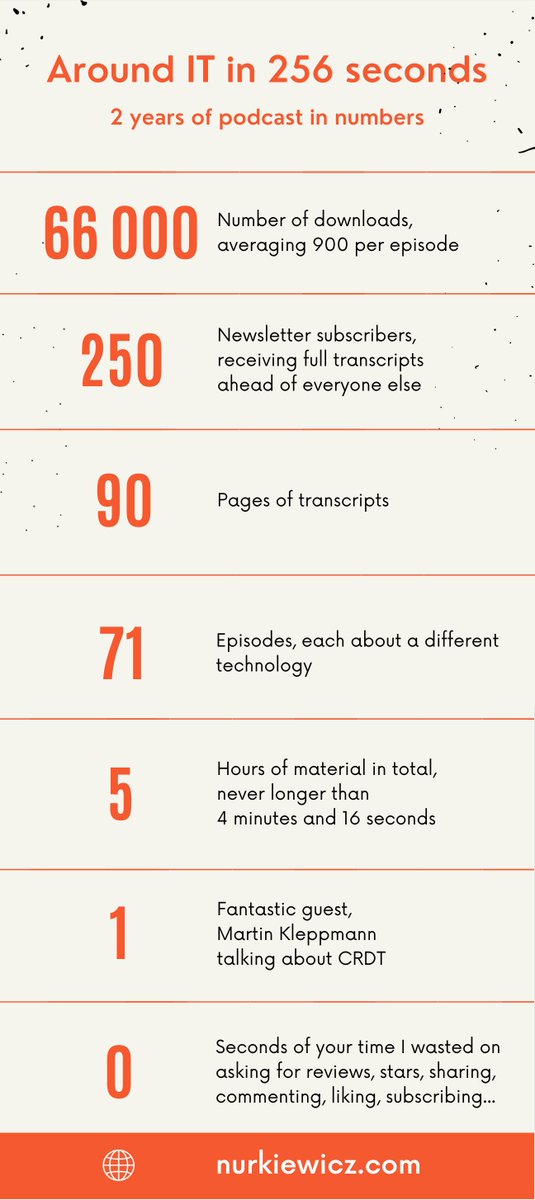 Around IT in 256 seconds
2 years of podcast in numbers
66 000
Number of downloads,
averaging 900 per episode
250
Newsletter subscribers,
receiving full transcripts
ahead of everyone else
90
Pages of transcripts
71
Episodes, each about a different
technology
5
Hours of material in total,
never longer than
4 minutes and 16 seconds
1
Fantastic guest,
Martin Kleppmann
talking about CRDT
0
Seconds of your time I wasted on
asking for reviews, stars, sharing,
commenting, liking, subscribing...
nurkiewicz.com